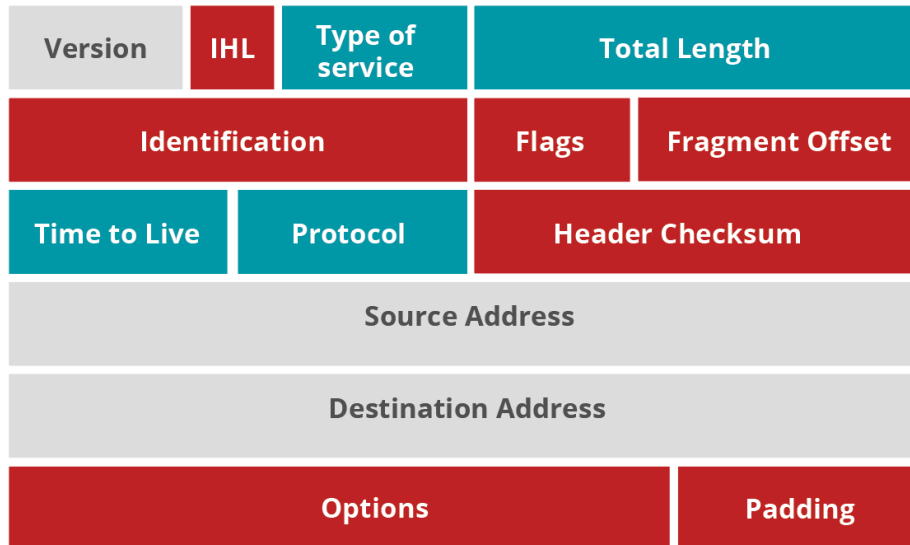 Version
IHL
Type of
service
Total Length
Identification
Flags
Fragment Offset
Time to Live
Protocol
Header Checksum
Source Address
Destination Address
Options
Padding